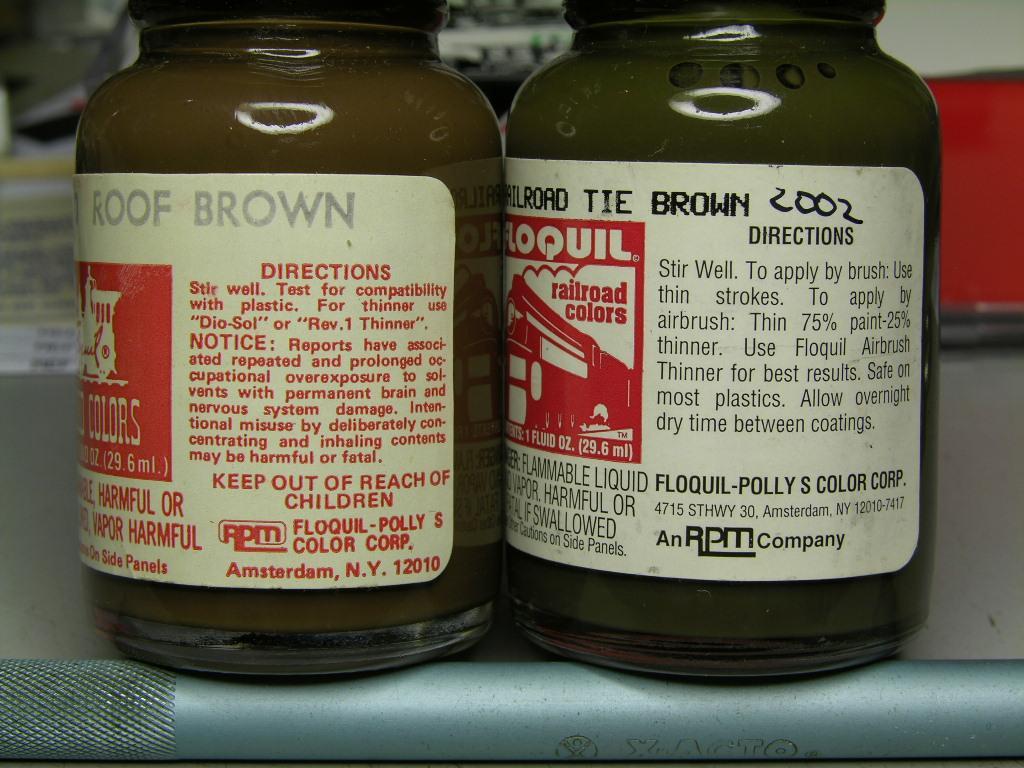 ROOF BROWN
DIRECTIONS
Stir well. Test for compatibility
with plastic. For thinner use
"Dio-Sol" or "Rev.1 Thinner".
NOTICE: Reports have associ-
ated repeated and prolonged oc-
cupational overexposure to sol-
vents with permanent brain and
nervous system damage. Inten-
tional misuse by deliberately con-
centrating and inhaling contents
may be harmful or fatal.
KEEP OUT OF REACH OF
CHILDREN
RPM FLOQUIL-POLLY S
COLOR CORP.
Amsterdam, N.Y. 12010
COLORS
OZ. (29.6 ml.)
HARMFUL OR
VAPOR HARMFUL
On Side Panels
RAILROAD TIE BROWN 2002
FLOQUIL®
railroad
colors
1 FLUID OZ. (29.6 ml)
TM
FLAMMABLE LIQUID
VAPOR. HARMFUL OR
IF SWALLOWED
Cautions on Side Panels.
DIRECTIONS
Stir Well. To apply by brush: Use
thin strokes. To apply by
airbrush: Thin 75% paint-25%
thinner. Use Floquil Airbrush
Thinner for best results. Safe on
most plastics. Allow overnight
dry time between coatings.
FLOQUIL-POLLY S COLOR CORP.
4715 STHWY 30, Amsterdam, NY 12010-7417
An RPM Company
X-ACTO